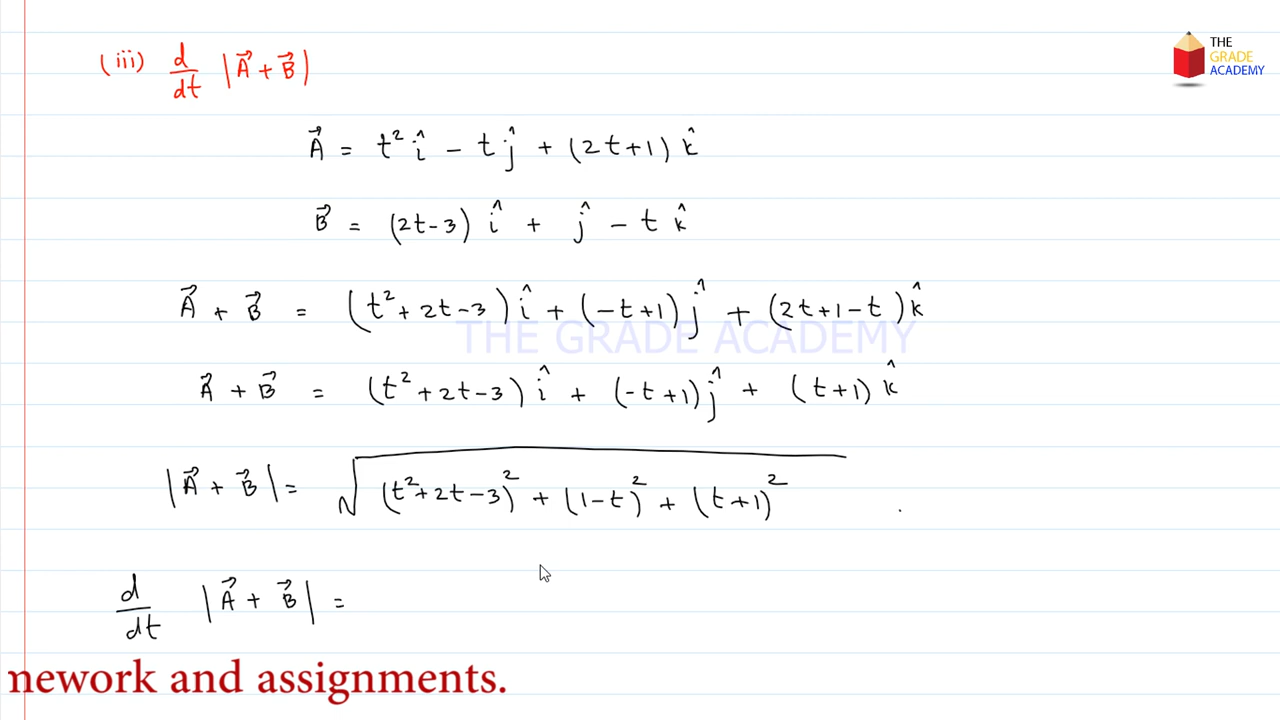 (iii) d/dt |A⃗ + B⃗|
THE
GRADE
ACADEMY
A⃗ = t² î − t ĵ + (2t+1) k̂
B⃗ = (2t−3) î + ĵ − t k̂
A⃗ + B⃗ = (t²+2t−3) î + (−t+1) ĵ + (2t+1−t) k̂
THE GRADE ACADEMY
A⃗ + B⃗ = (t²+2t−3) î + (−t+1) ĵ + (t+1) k̂
|A⃗ + B⃗| = √((t²+2t−3)² + (1−t)² + (t+1)²)
d/dt |A⃗ + B⃗| =
nework and assignments.